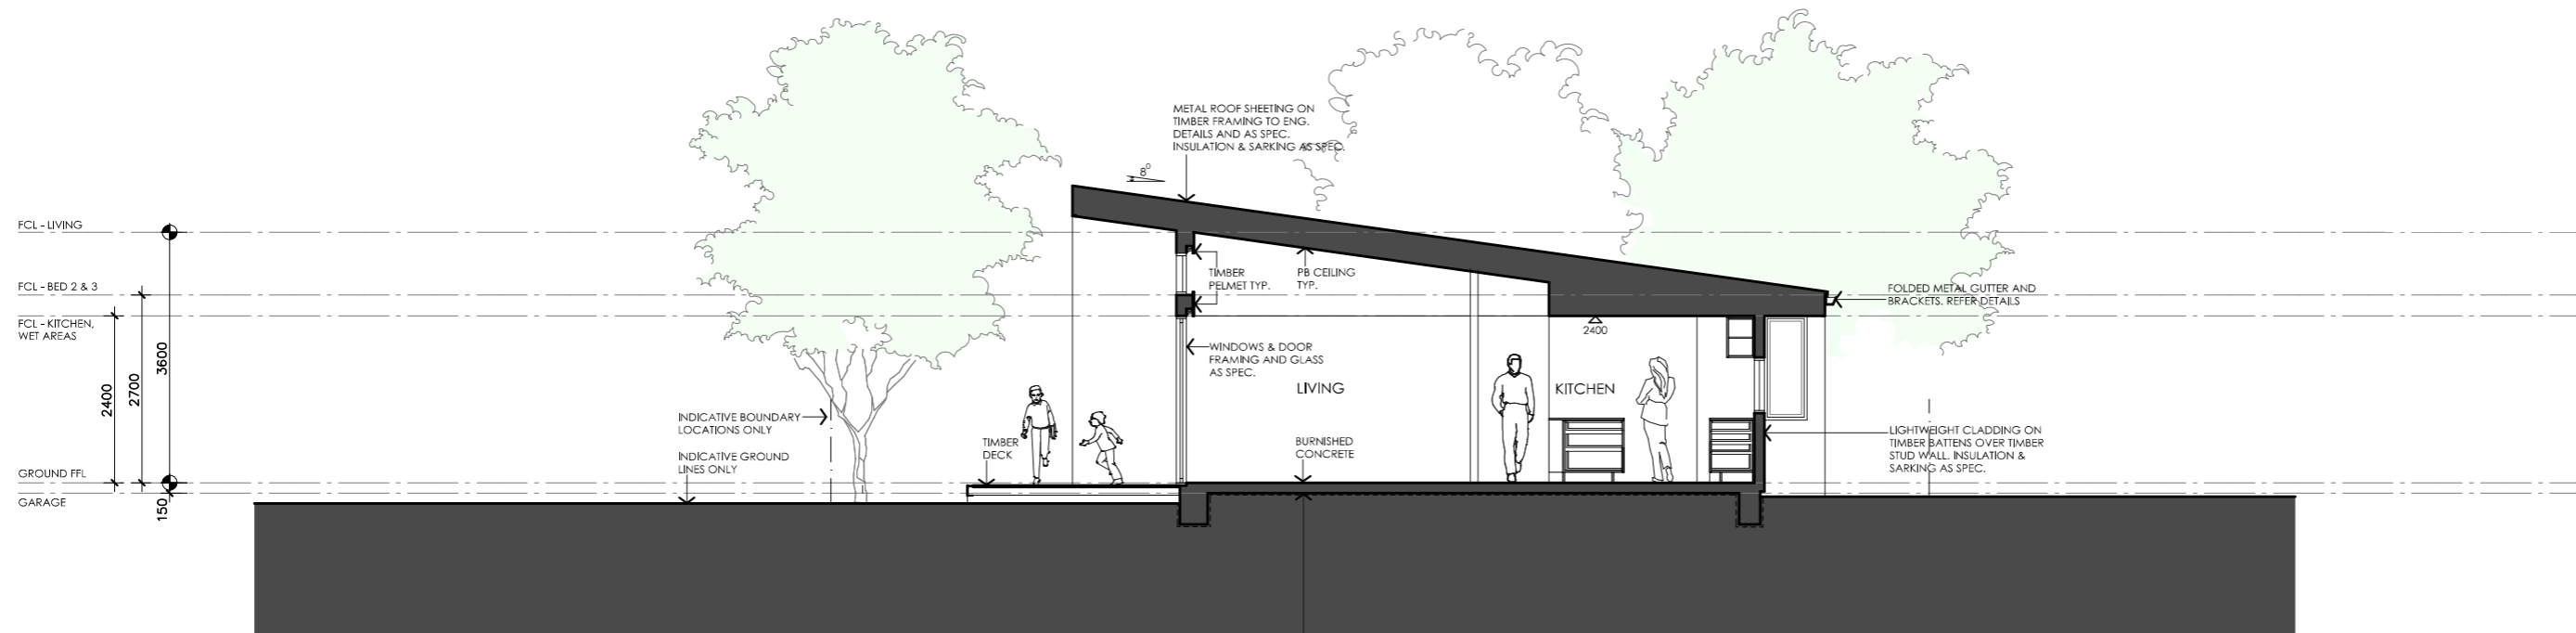 METAL ROOF SHEETING ON
TIMBER FRAMING TO ENG.
DETAILS AND AS SPEC.
INSULATION & SARKING AS SPEC.
8°
FCL - LIVING
FCL - BED 2 & 3
FCL - KITCHEN,
WET AREAS
3600
2400
2700
GROUND FFL
GARAGE
150
INDICATIVE BOUNDARY
LOCATIONS ONLY
INDICATIVE GROUND
LINES ONLY
TIMBER
DECK
TIMBER
PELMET TYP.
PB CEILING
TYP.
WINDOWS & DOOR
FRAMING AND GLASS
AS SPEC.
LIVING
BURNISHED
CONCRETE
2400
KITCHEN
FOLDED METAL GUTTER AND
BRACKETS. REFER DETAILS
LIGHTWEIGHT CLADDING ON
TIMBER BATTENS OVER TIMBER
STUD WALL. INSULATION &
SARKING AS SPEC.